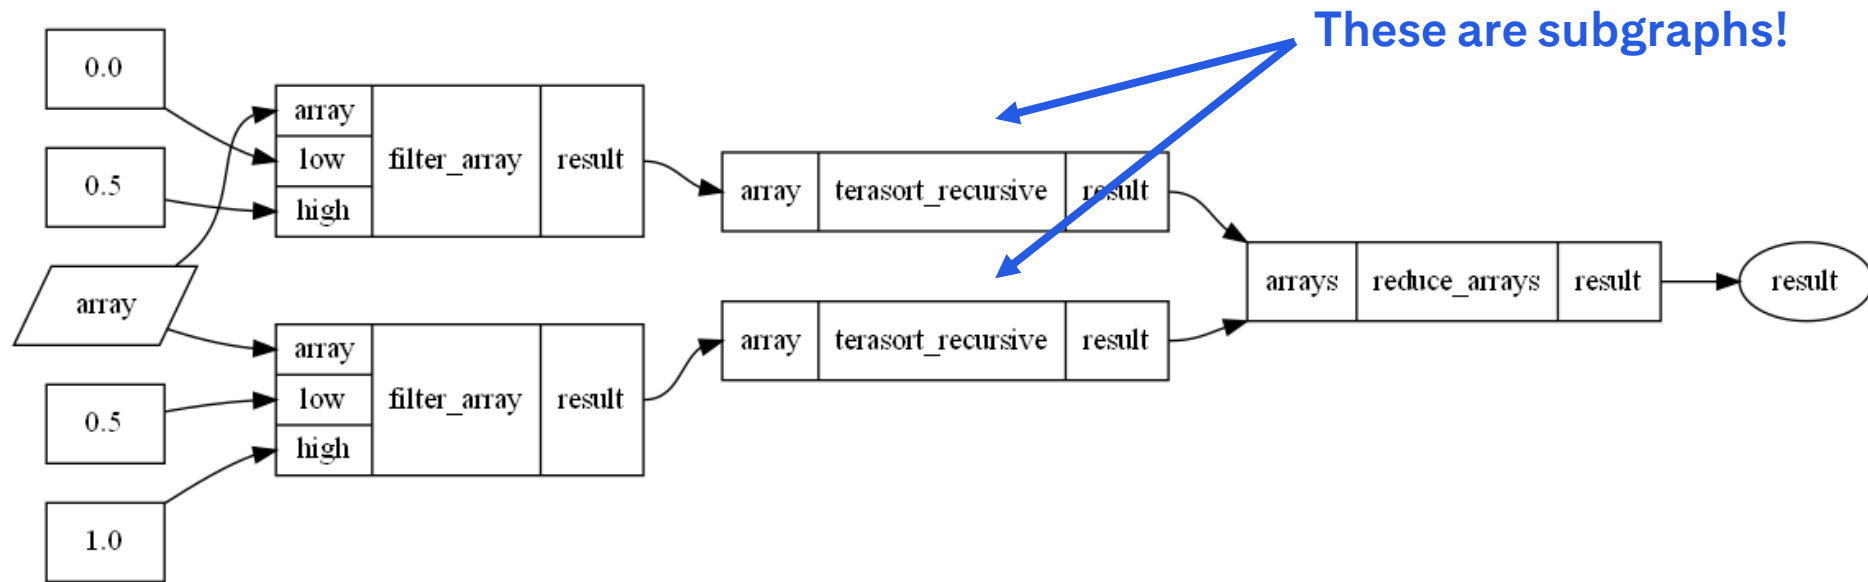 These are subgraphs!
0.0
0.5
array
0.5
1.0
array
low
high
filter_array
result
array
low
high
filter_array
result
array
terasort_recursive
result
array
terasort_recursive
result
arrays
reduce_arrays
result
result